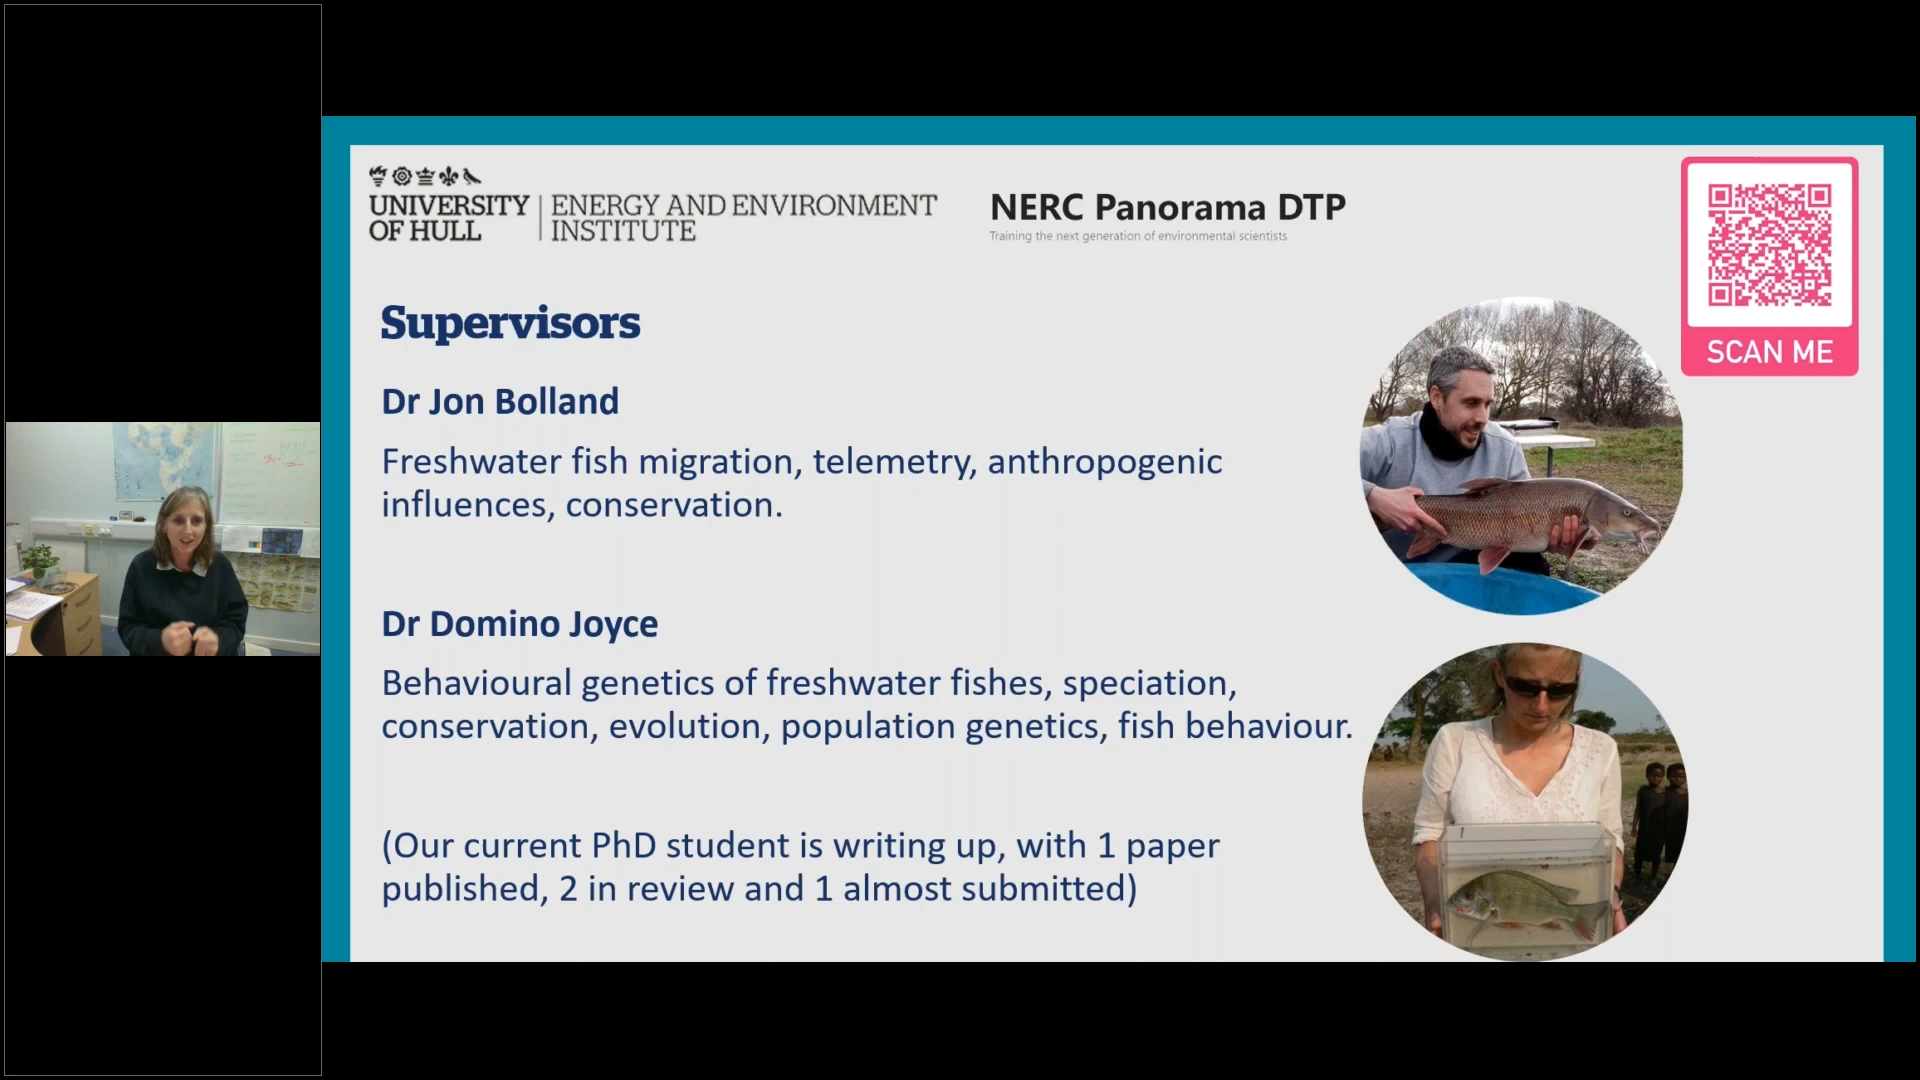 UNIVERSITY
OF HULL
ENERGY AND ENVIRONMENT
INSTITUTE
NERC Panorama DTP
Training the next generation of environmental scientists
SCAN ME
Supervisors
Dr Jon Bolland
Freshwater fish migration, telemetry, anthropogenic
influences, conservation.
Dr Domino Joyce
Behavioural genetics of freshwater fishes, speciation,
conservation, evolution, population genetics, fish behaviour.
(Our current PhD student is writing up, with 1 paper
published, 2 in review and 1 almost submitted)